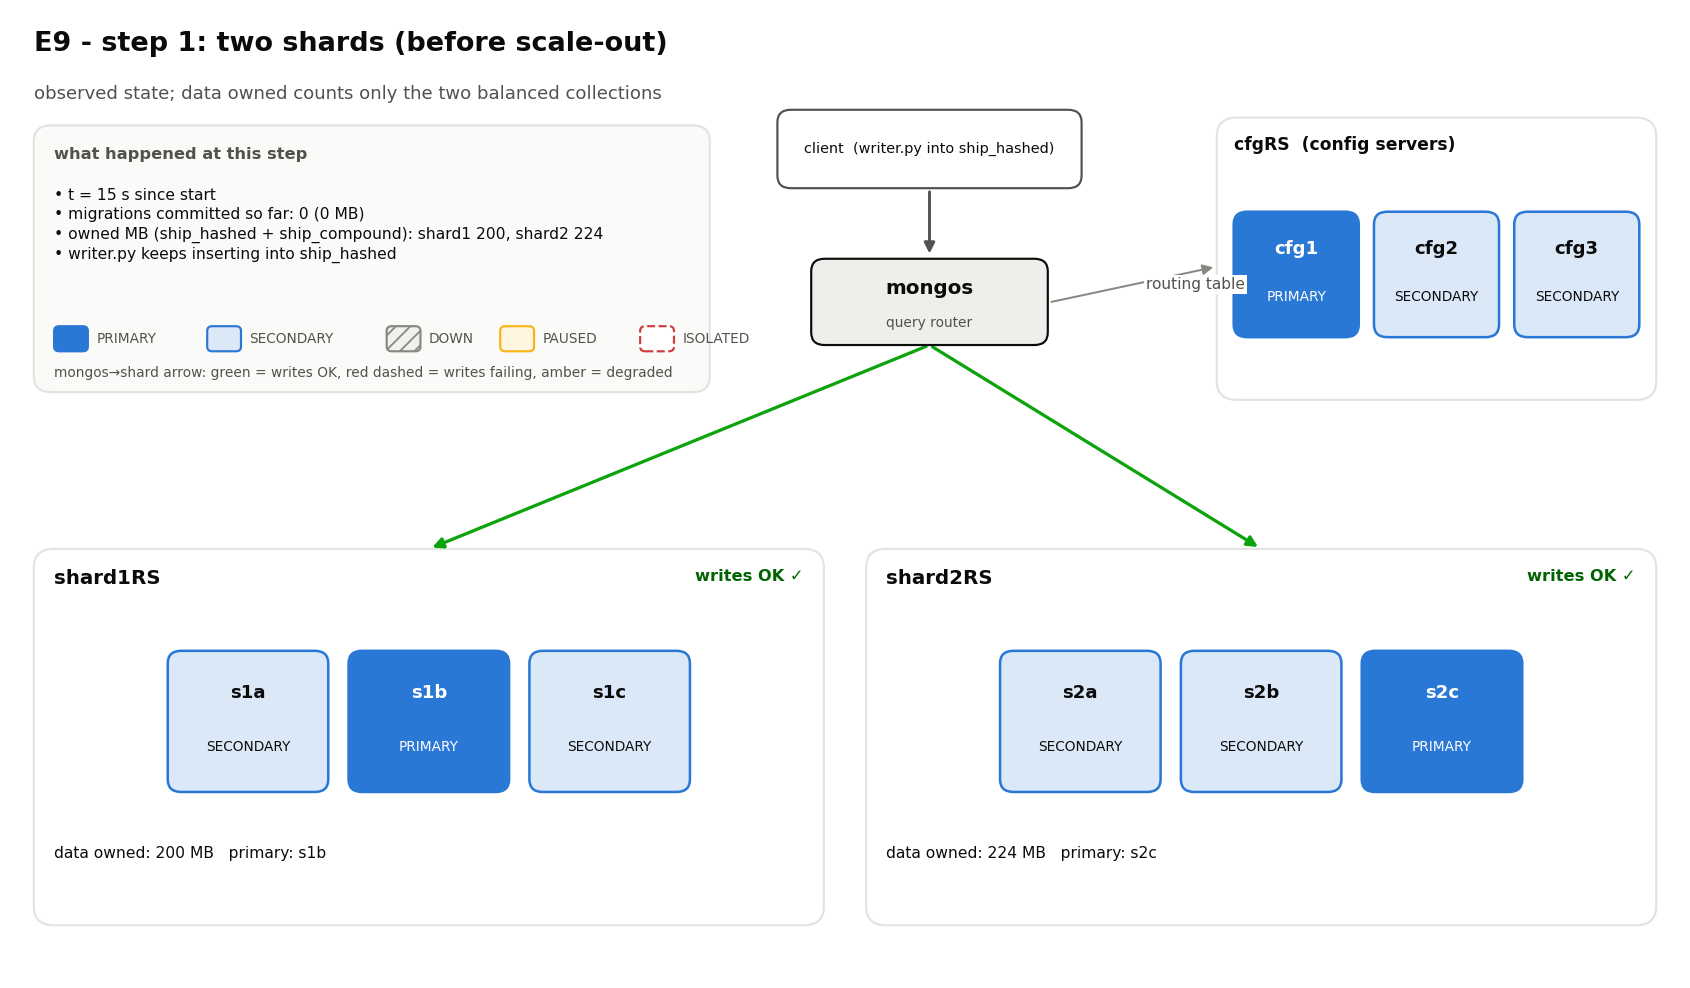 E9 - step 1: two shards (before scale-out)
observed state; data owned counts only the two balanced collections
what happened at this step
• t = 15 s since start
• migrations committed so far: 0 (0 MB)
• owned MB (ship_hashed + ship_compound): shard1 200, shard2 224
• writer.py keeps inserting into ship_hashed
PRIMARY SECONDARY DOWN PAUSED ISOLATED
mongos→shard arrow: green = writes OK, red dashed = writes failing, amber = degraded
client (writer.py into ship_hashed)
mongos
query router
routing table
cfgRS (config servers)
cfg1 cfg2 cfg3
PRIMARY SECONDARY SECONDARY
shard1RS writes OK ✓
s1a s1b s1c
SECONDARY PRIMARY SECONDARY
data owned: 200 MB primary: s1b
shard2RS writes OK ✓
s2a s2b s2c
SECONDARY SECONDARY PRIMARY
data owned: 224 MB primary: s2c